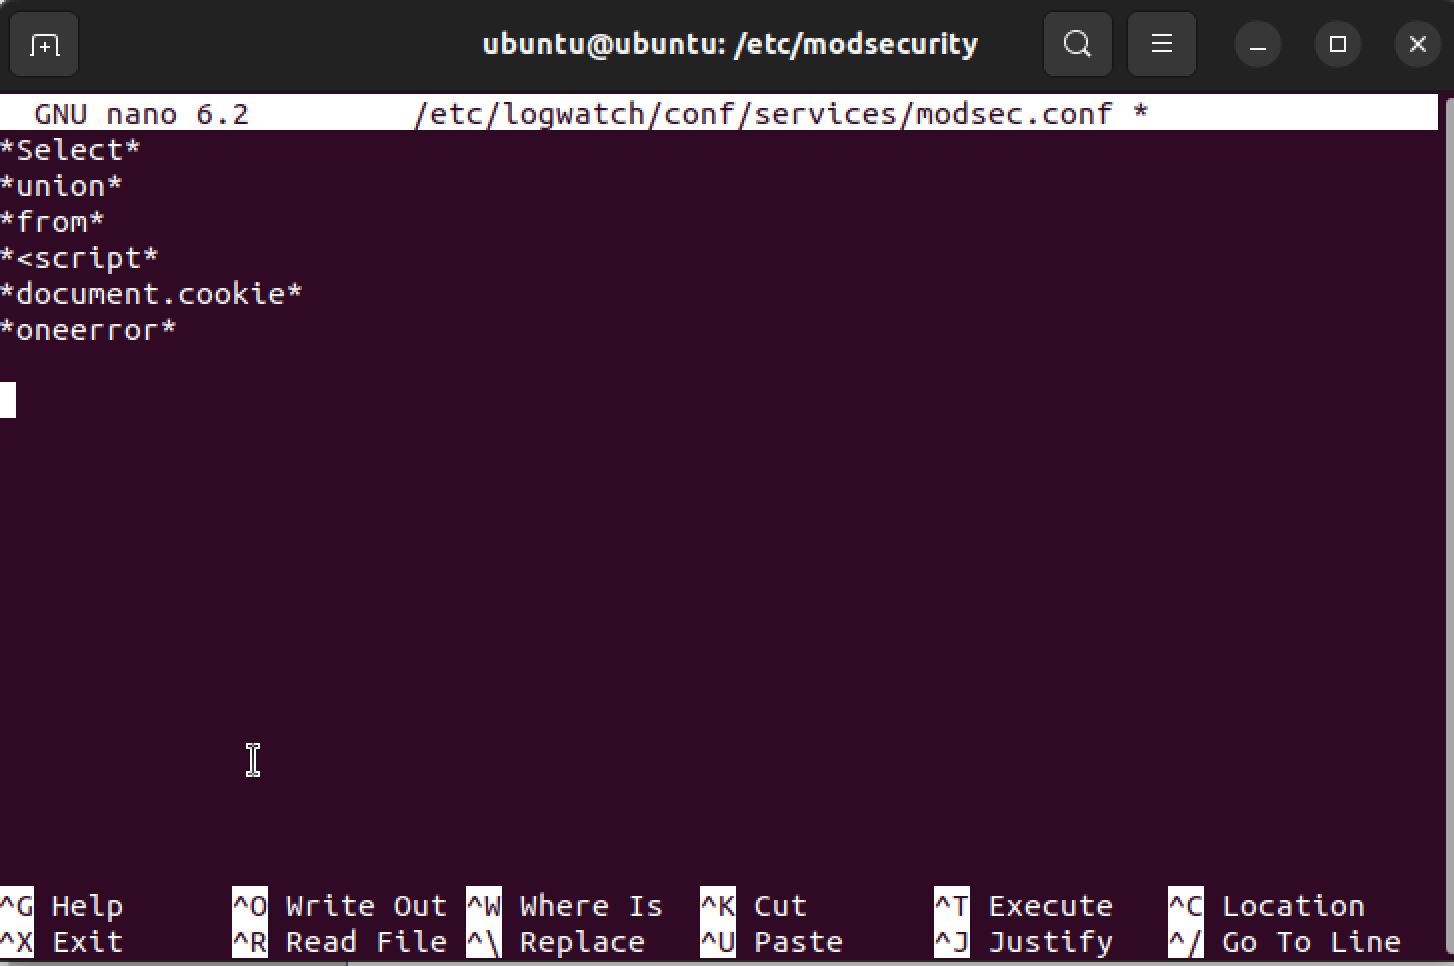 ubuntu@ubuntu: /etc/modsecurity
GNU nano 6.2 /etc/logwatch/conf/services/modsec.conf *
*Select*
*union*
*from*
*<script*
*document.cookie*
*oneerror*
^G Help ^O Write Out ^W Where Is ^K Cut ^T Execute ^C Location
^X Exit ^R Read File ^\ Replace ^U Paste ^J Justify ^/ Go To Line